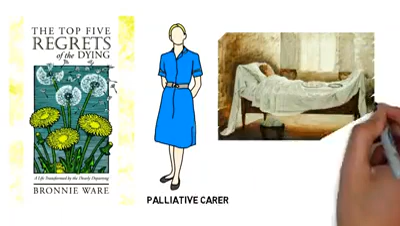 THE TOP FIVE
REGRETS
of the DYING
A Life Transformed by the Dearly Departing
BRONNIE WARE
PALLIATIVE CARER